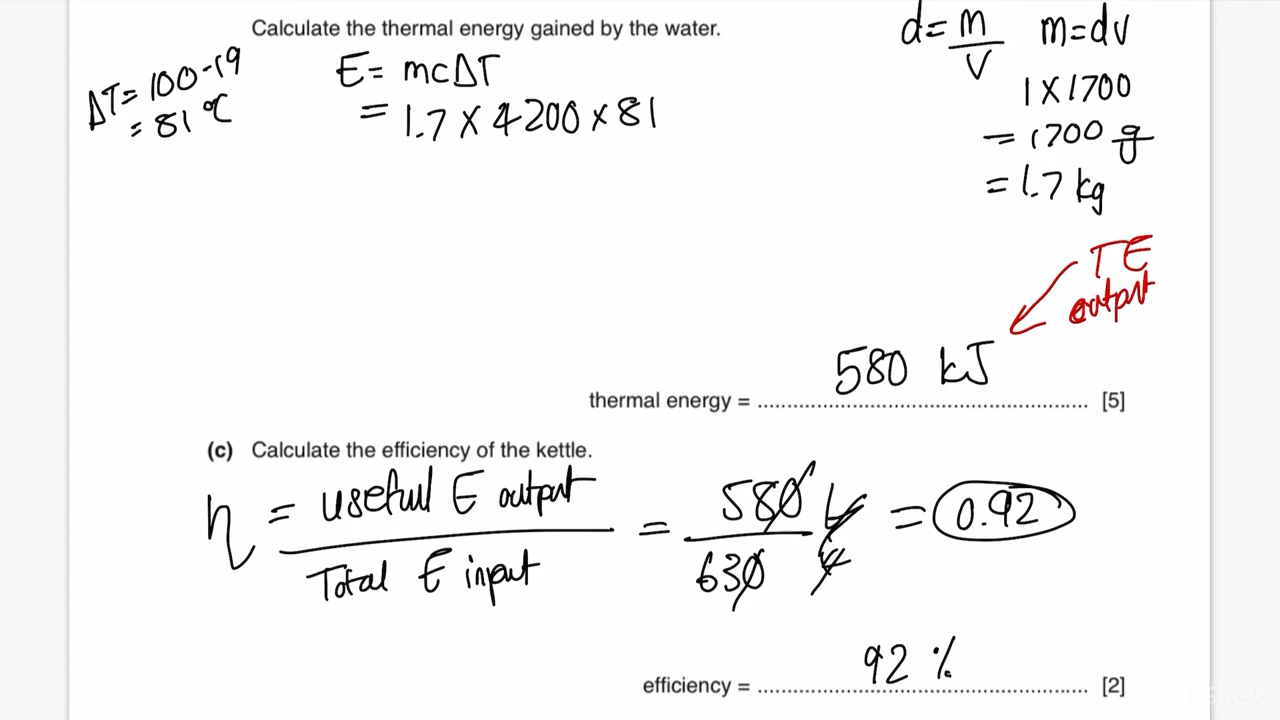 Calculate the thermal energy gained by the water.
ΔT = 100-19
= 81 °C
E = mcΔT
= 1.7 × 4200 × 81
d = m/V m = dv
1 × 1700
= 1700 g
= 1.7 kg
TE
output
580 kJ
thermal energy = ........................................................ [5]
(c) Calculate the efficiency of the kettle.
η = useful E output / Total E input = 580 k / 630 k = 0.92
92 %
efficiency = ........................................................ [2]